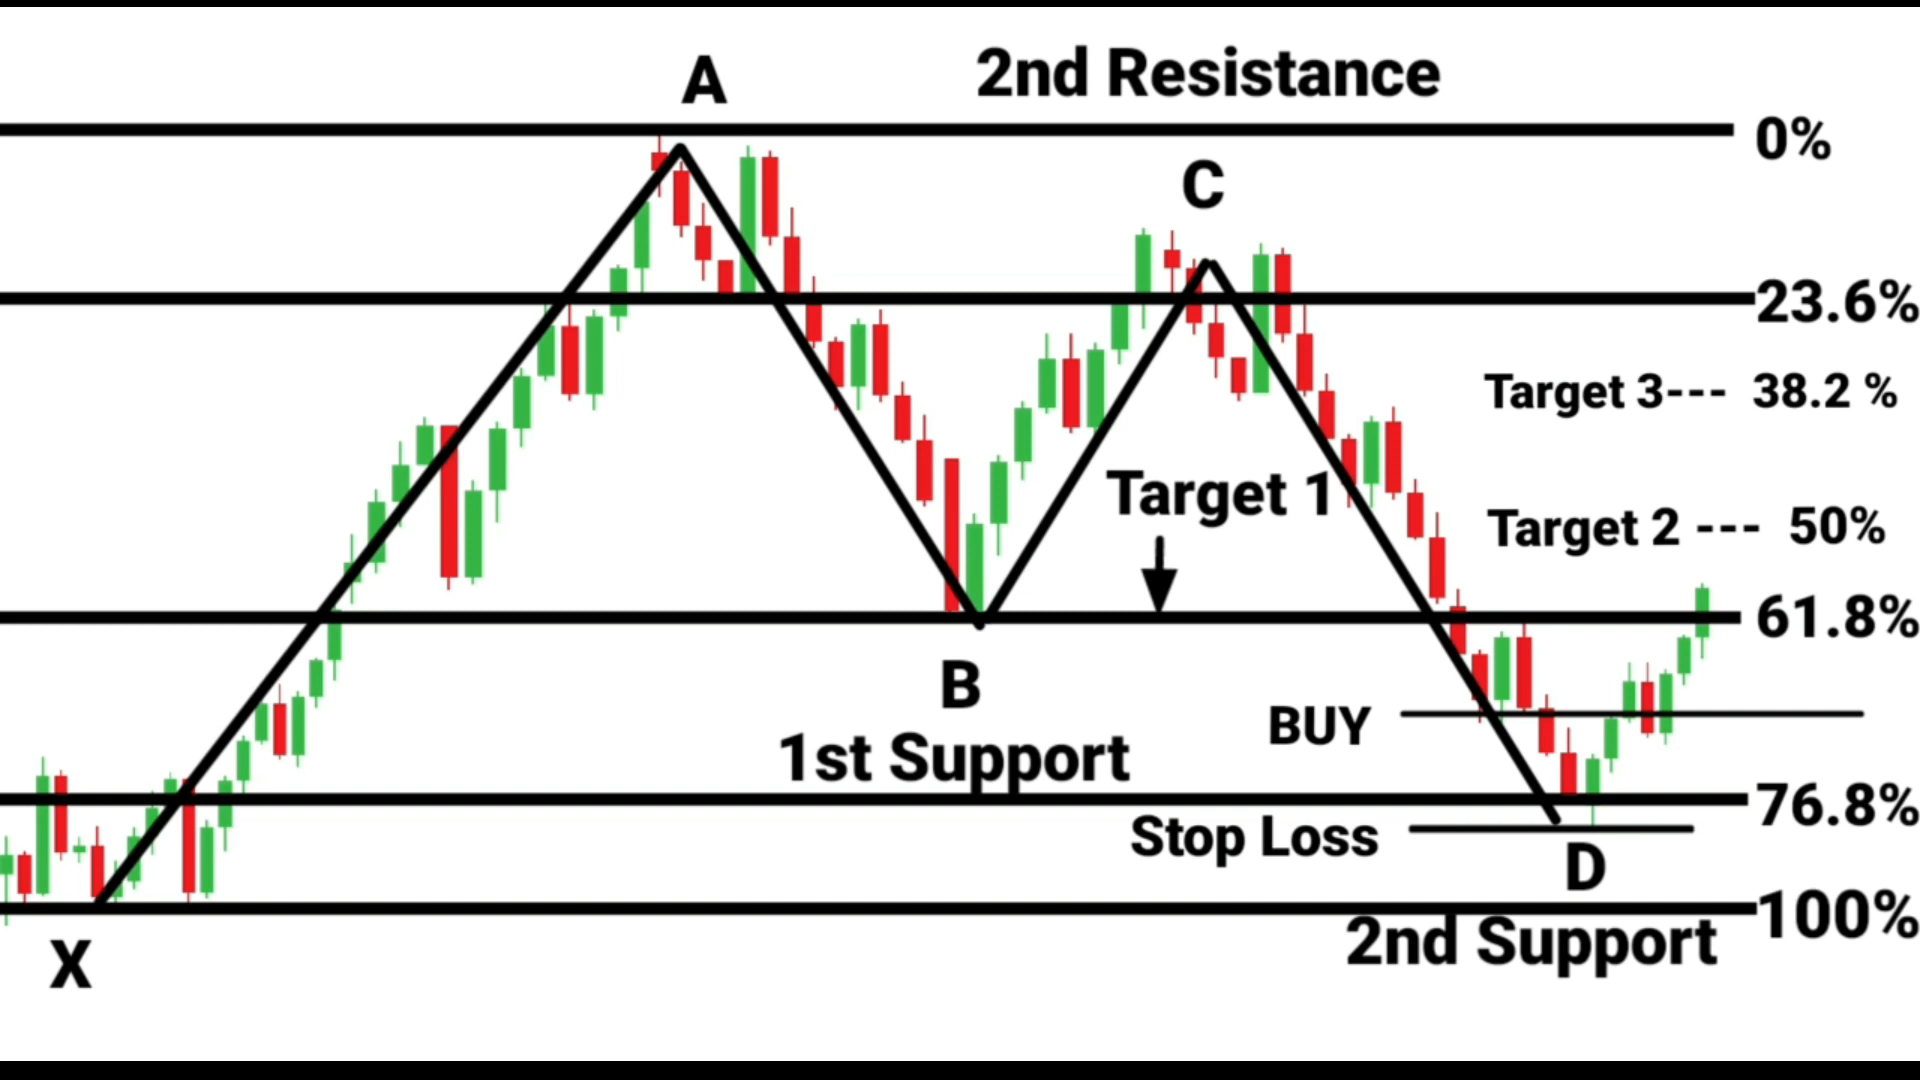 A
2nd Resistance
0%
C
23.6%
Target 3--- 38.2 %
Target 1
Target 2 --- 50%
61.8%
B
BUY
1st Support
76.8%
Stop Loss
D
100%
2nd Support
X